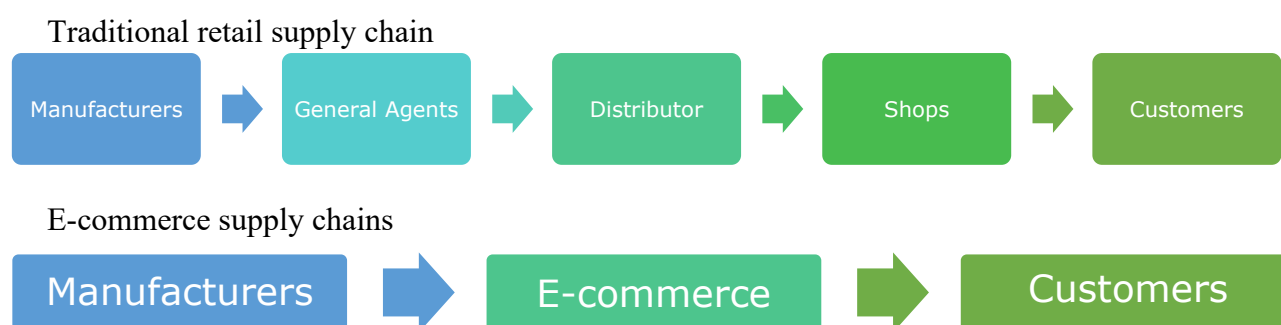 Traditional retail supply chain
Manufacturers General Agents Distributor Shops Customers
E-commerce supply chains
Manufacturers E-commerce Customers